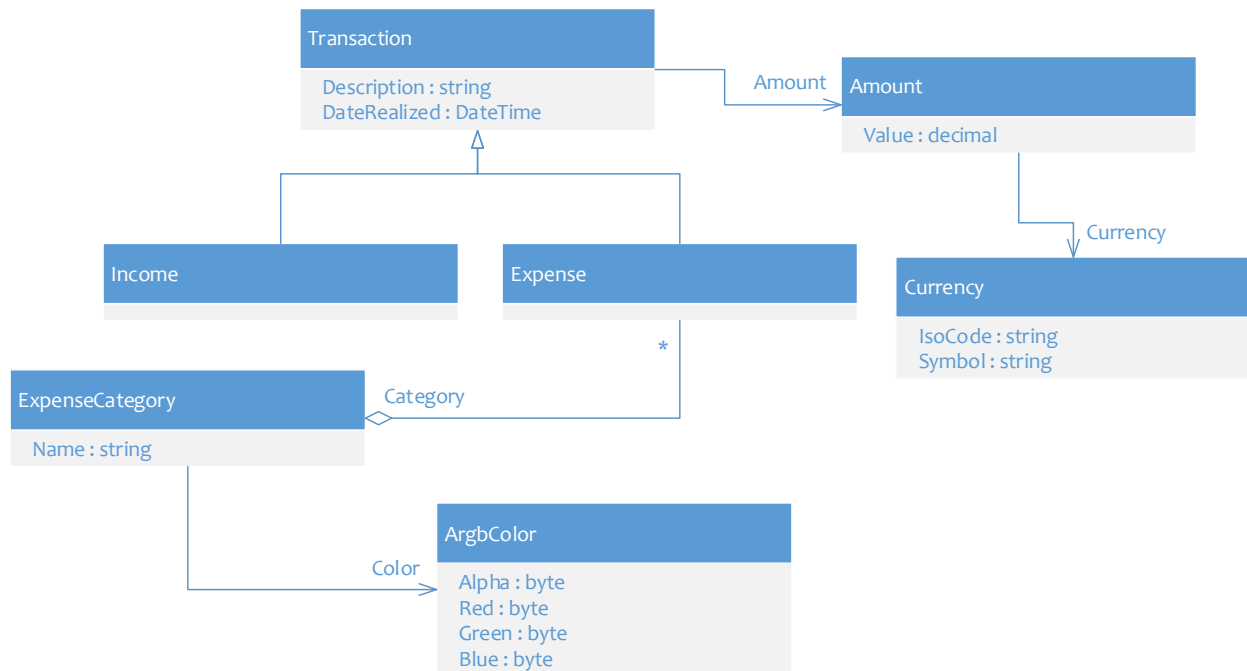 Transaction
Description : string
DateRealized : DateTime
Amount
Amount
Value : decimal
Income
Expense
Currency
Currency
IsoCode : string
Symbol : string
*
Category
ExpenseCategory
Name : string
Color
ArgbColor
Alpha : byte
Red : byte
Green : byte
Blue : byte